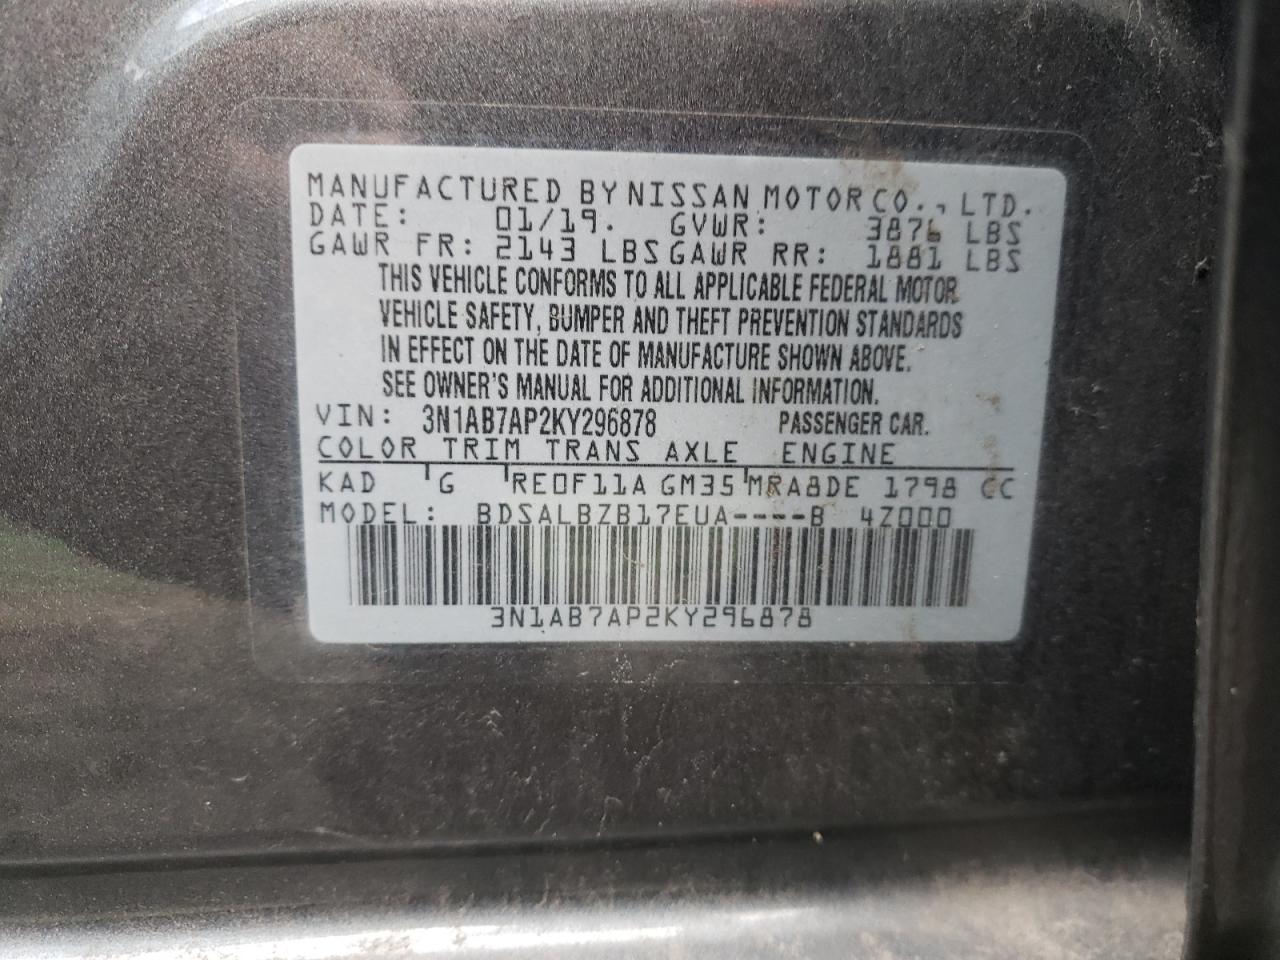 MANUFACTURED BY NISSAN MOTOR CO., LTD.
DATE: 01/19. GVWR: 3876 LBS
GAWR FR: 2143 LBS GAWR RR: 1881 LBS
THIS VEHICLE CONFORMS TO ALL APPLICABLE FEDERAL MOTOR
VEHICLE SAFETY, BUMPER AND THEFT PREVENTION STANDARDS
IN EFFECT ON THE DATE OF MANUFACTURE SHOWN ABOVE.
SEE OWNER'S MANUAL FOR ADDITIONAL INFORMATION.
VIN: 3N1AB7AP2KY296878 PASSENGER CAR.
COLOR TRIM TRANS AXLE ENGINE
KAD G RE0F11A GM35 MRA8DE 1798 CC
MODEL: BDSALBZB17EUA----B 4Z000
3N1AB7AP2KY296878